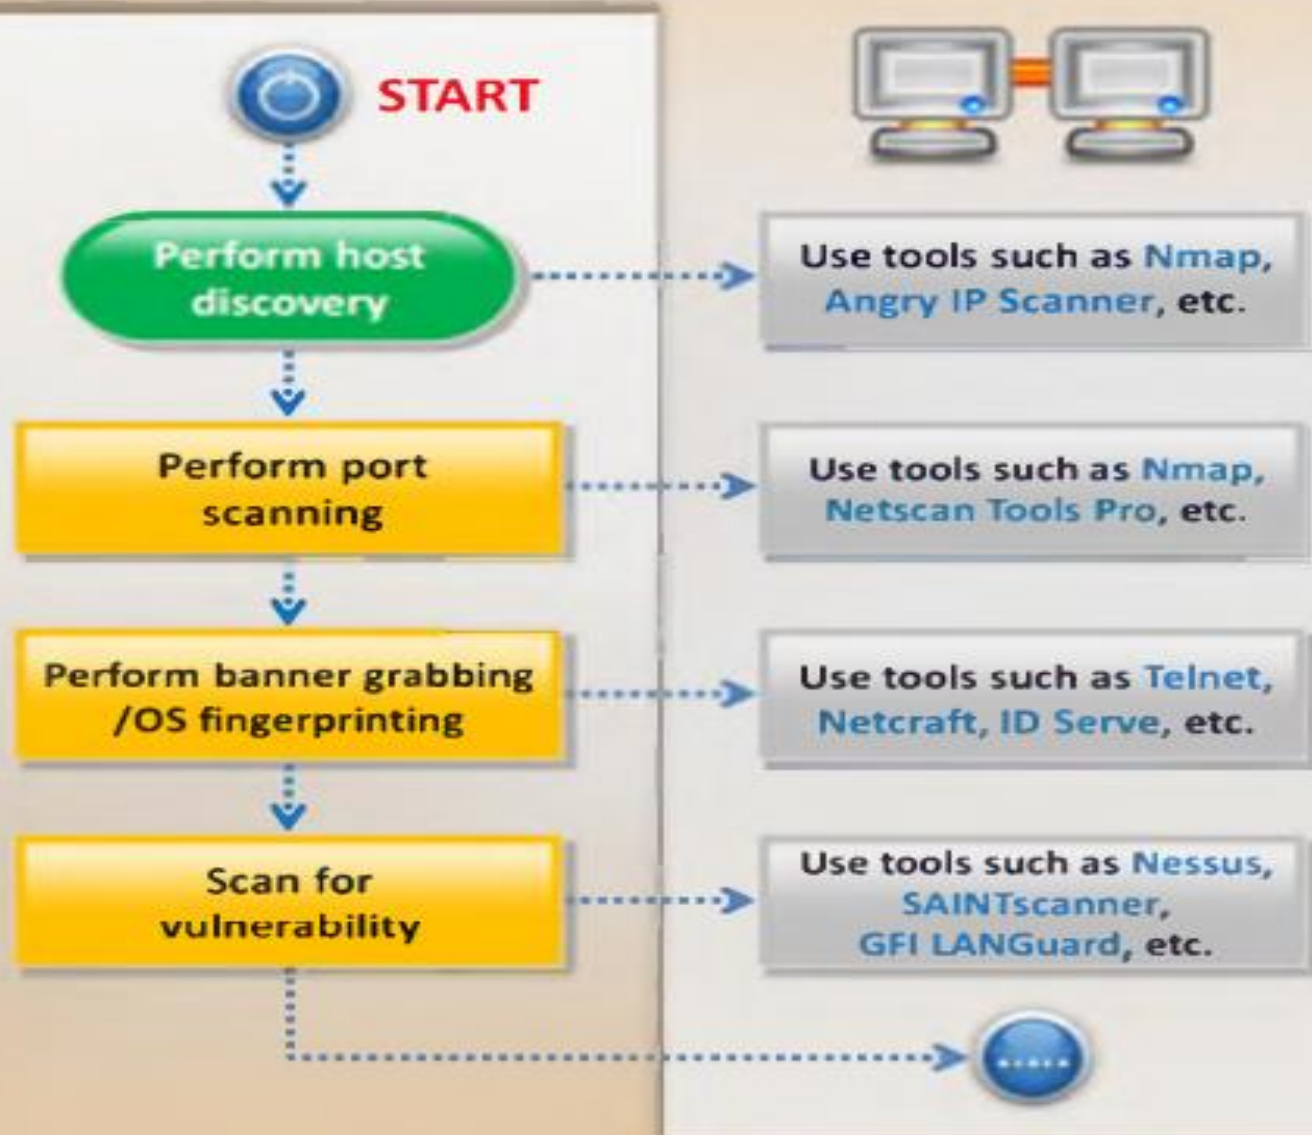 START
Perform host
discovery
Use tools such as Nmap,
Angry IP Scanner, etc.
Perform port
scanning
Use tools such as Nmap,
Netscan Tools Pro, etc.
Perform banner grabbing
/OS fingerprinting
Use tools such as Telnet,
Netcraft, ID Serve, etc.
Scan for
vulnerability
Use tools such as Nessus,
SAINTscanner,
GFI LANGuard, etc.